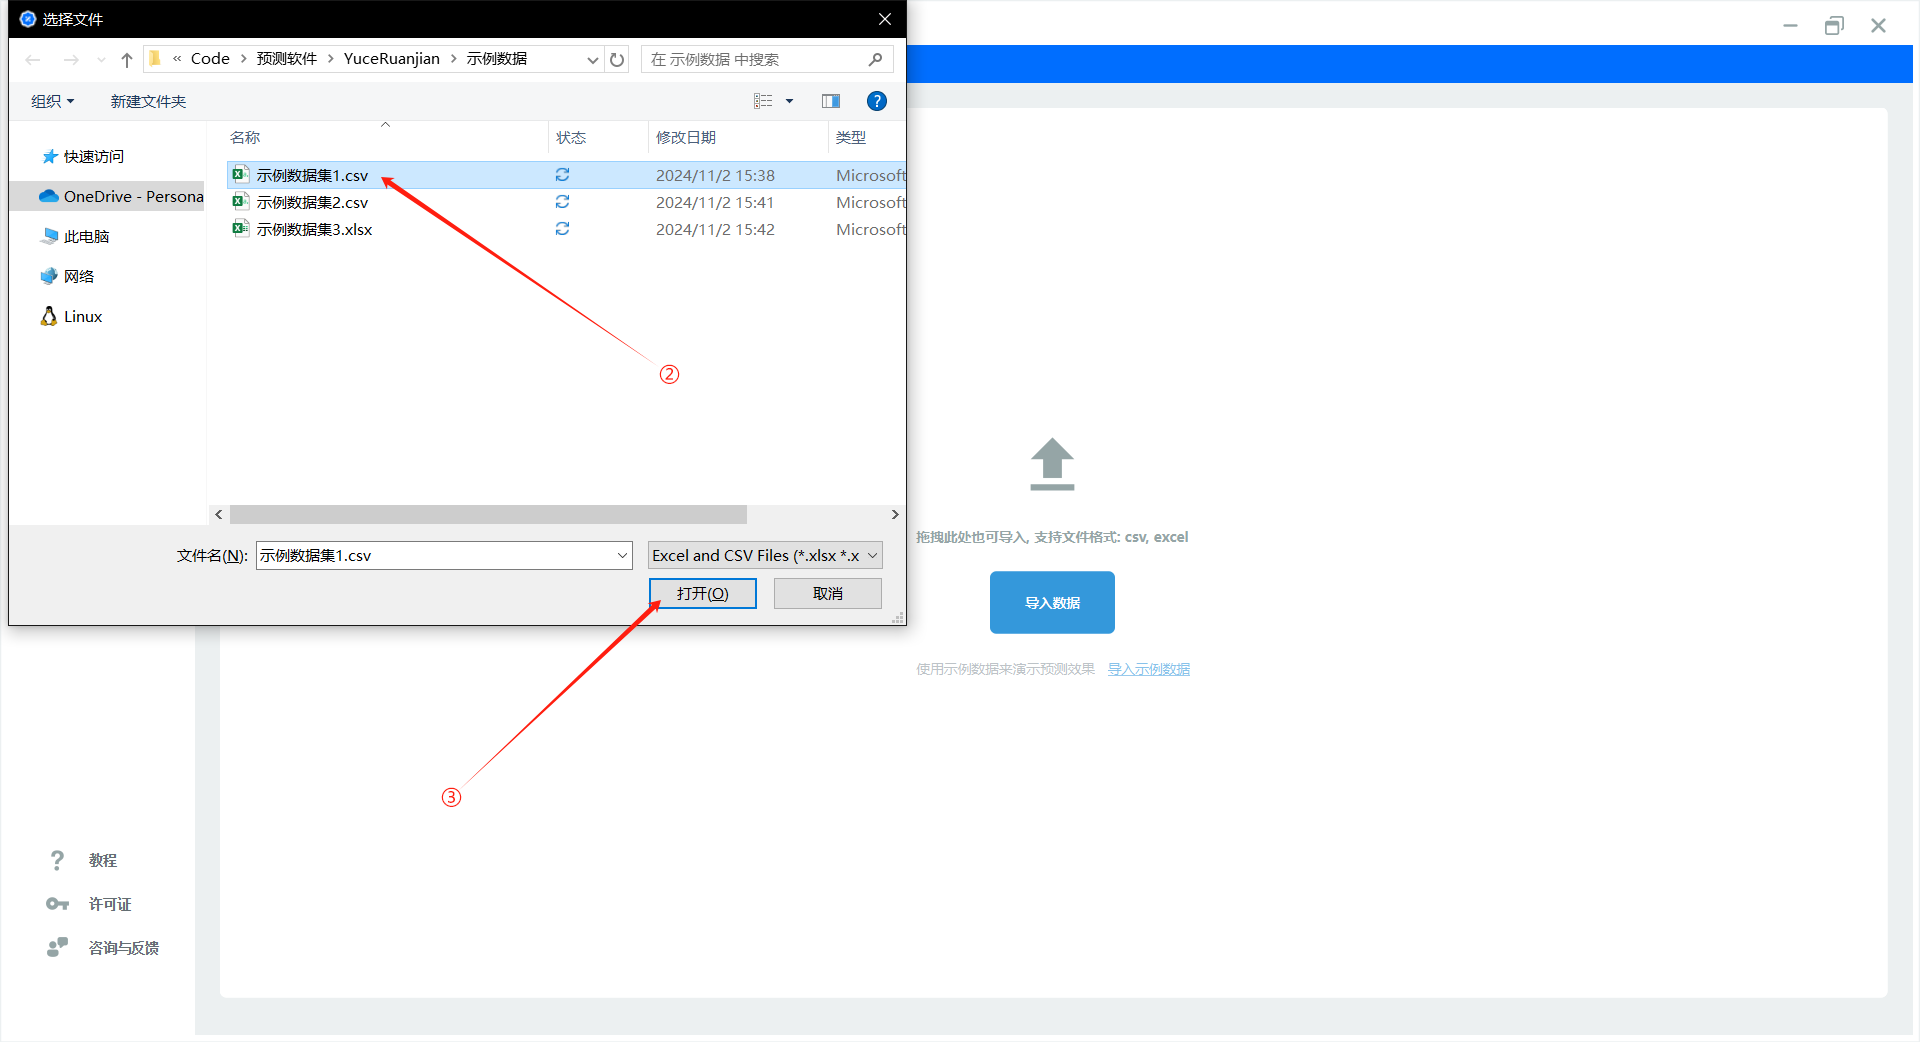 选择文件
« Code › 预测软件 › YuceRuanjian › 示例数据
在 示例数据 中搜索
组织
新建文件夹
名称 状态 修改日期 类型
快速访问
OneDrive - Persona
此电脑
网络
Linux
示例数据集1.csv 2024/11/2 15:38 Microsoft
示例数据集2.csv 2024/11/2 15:41 Microsoft
示例数据集3.xlsx 2024/11/2 15:42 Microsoft
②
文件名(N): 示例数据集1.csv Excel and CSV Files (*.xlsx *.x
打开(O) 取消
③
拖拽此处也可导入, 支持文件格式: csv, excel
导入数据
使用示例数据来演示预测效果 导入示例数据
教程
许可证
咨询与反馈